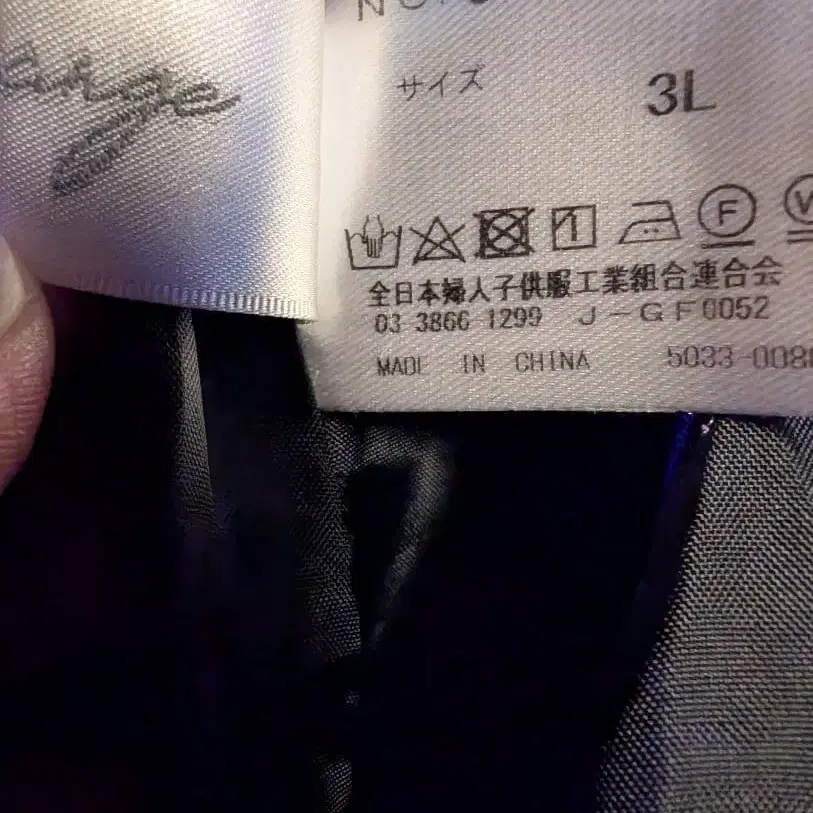 サイズ 3L
F
W
全日本婦人子供服工業組合連合会
03 3866 1299 J-GF0052
MADE IN CHINA